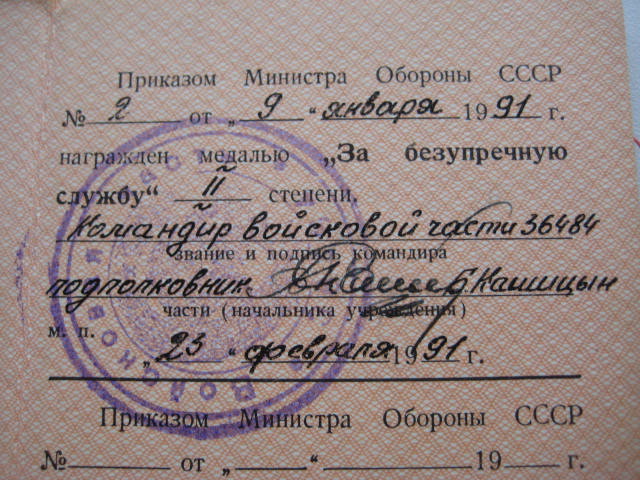 Приказом Министра Обороны СССР
№ 2 от „ 9 “ января 1991 г.
награжден медалью „За безупречную
службу“ II степени.
Командир войсковой части 36484
звание и подпись командира
подполковник Кашицын
части (начальника учреждения)
м. п.
„ 23 “ февраля 1991 г.
Приказом Министра Обороны СССР
№ от „ “ 19 г.